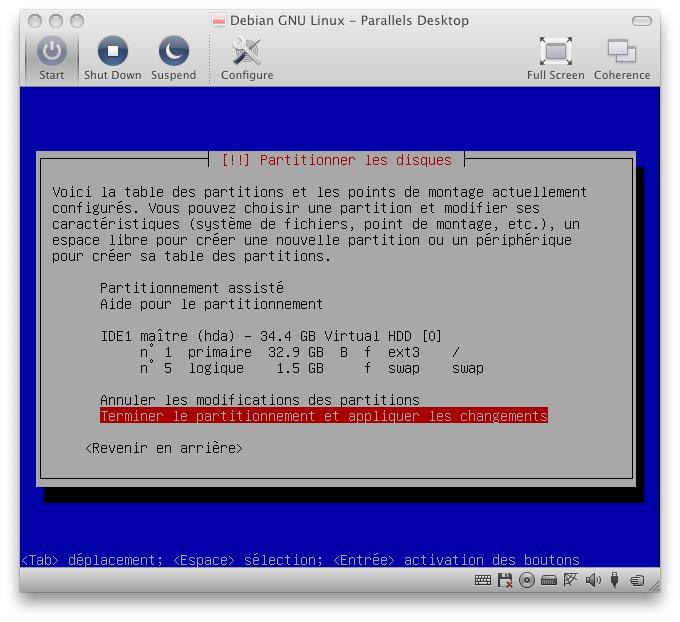 Debian GNU Linux – Parallels Desktop
Start Shut Down Suspend Configure Full Screen Coherence
[!!] Partitionner les disques
Voici la table des partitions et les points de montage actuellement
configurés. Vous pouvez choisir une partition et modifier ses
caractéristiques (système de fichiers, point de montage, etc.), un
espace libre pour créer une nouvelle partition ou un périphérique
pour créer sa table des partitions.
Partitionnement assisté
Aide pour le partitionnement
IDE1 maître (hda) - 34.4 GB Virtual HDD [0]
n° 1 primaire 32.9 GB B f ext3 /
n° 5 logique 1.5 GB f swap swap
Annuler les modifications des partitions
Terminer le partitionnement et appliquer les changements
<Revenir en arrière>
<Tab> déplacement; <Espace> sélection; <Entrée> activation des boutons